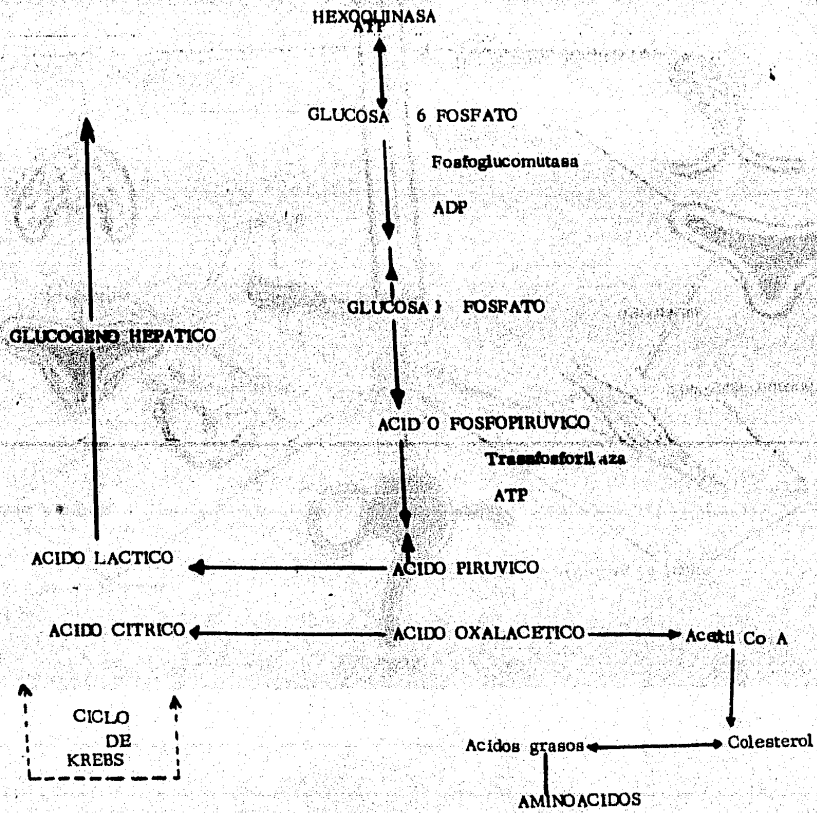 HEXOQUINASA
ATP
GLUCOSA 6 FOSFATO
Fosfoglucomutasa
ADP
GLUCOSA 1 FOSFATO
GLUCOGENO HEPATICO
ACIDO FOSFOPIRUVICO
Transfosforilaza
ATP
ACIDO LACTICO
ACIDO PIRUVICO
ACIDO CITRICO
ACIDO OXALACETICO
Acetil Co A
CICLO
DE
KREBS
Acidos grasos
Colesterol
AMINOACIDOS